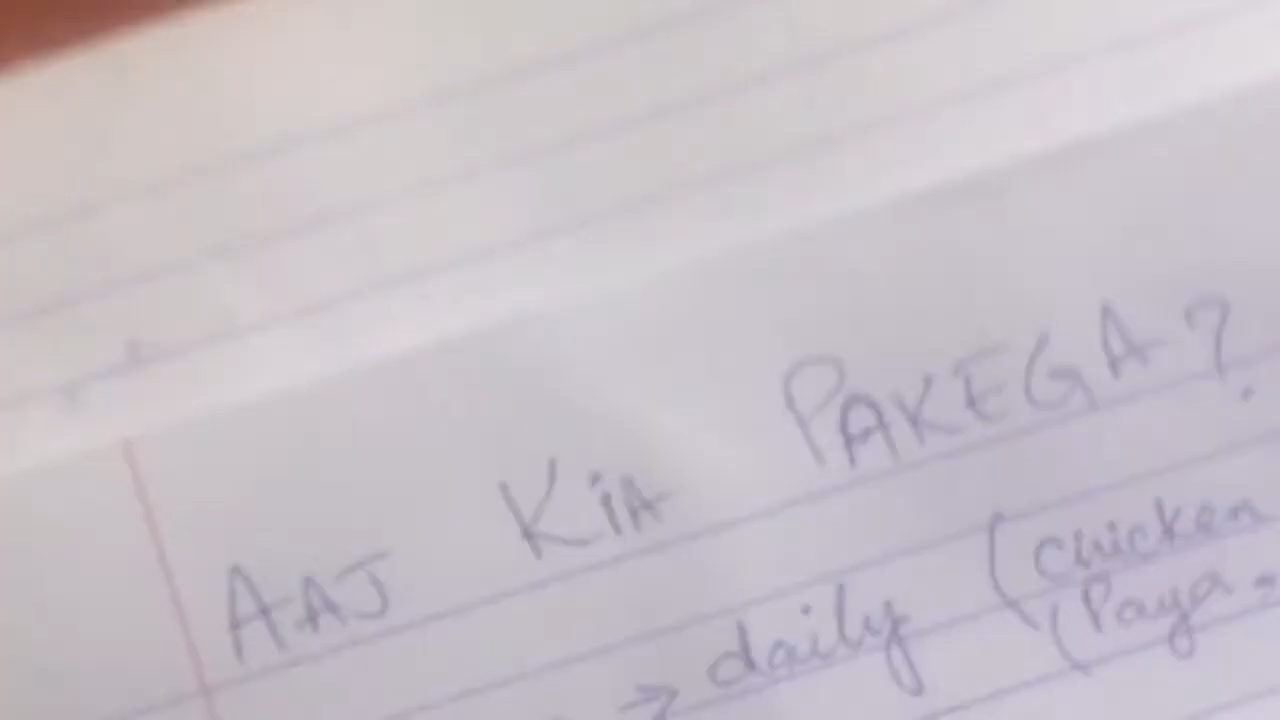 AAJ KiA PAKEGA?
→ daily (chicken
(Paya -